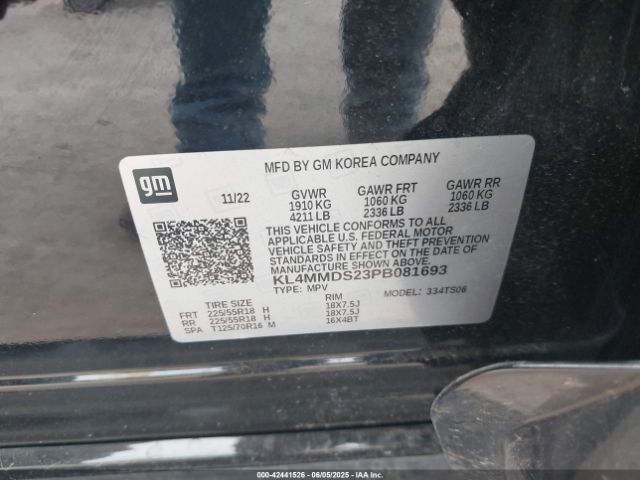 MFD BY GM KOREA COMPANY
gm
11/22
GVWR GAWR FRT GAWR RR
1910 KG 1060 KG 1060 KG
4211 LB 2336 LB 2336 LB
THIS VEHICLE CONFORMS TO ALL
APPLICABLE U.S. FEDERAL MOTOR
VEHICLE SAFETY AND THEFT PREVENTION
STANDARDS IN EFFECT ON THE DATE OF
MANUFACTURE SHOWN ABOVE.
KL4MMDS23PB081693
TYPE: MPV MODEL: 334TS06
TIRE SIZE RIM
FRT 225/55R18 H 18X7.5J
RR 225/55R18 H 18X7.5J
SPA T125/70R16 M 16X4BT
000-42441526 06/05/2025 IAAI.COM